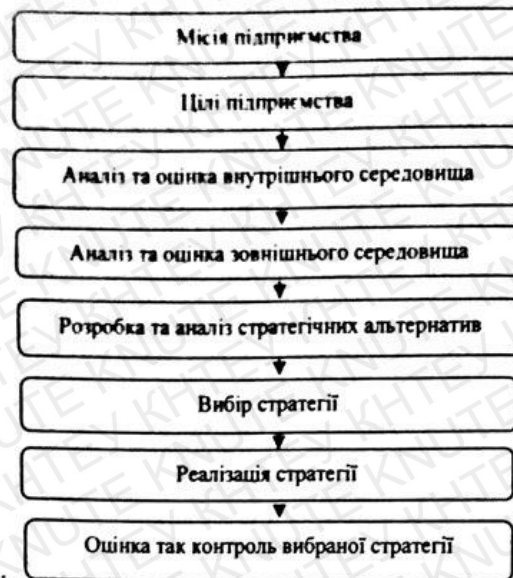 Місія підприємства
Цілі підприємства
Аналіз та оцінка внутрішнього середовища
Аналіз та оцінка зовнішнього середовища
Розробка та аналіз стратегічних альтернатив
Вибір стратегії
Реалізація стратегії
Оцінка так контроль вибраної стратегії